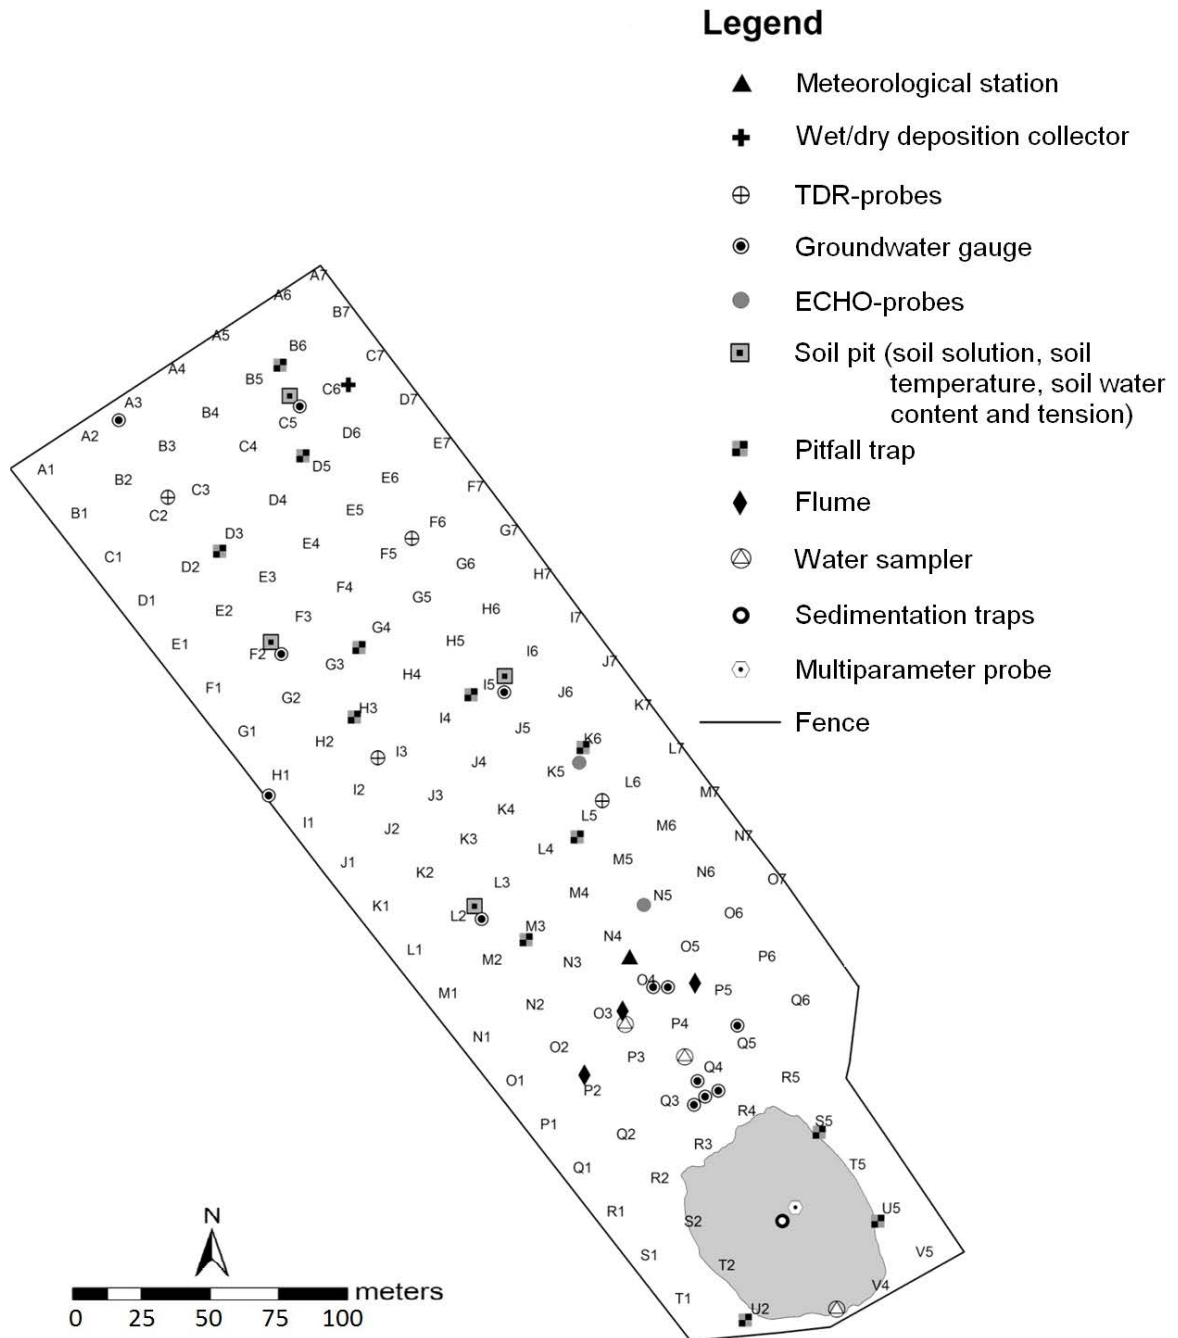 Legend
Meteorological station
Wet/dry deposition collector
TDR-probes
Groundwater gauge
ECHO-probes
Soil pit (soil solution, soil
temperature, soil water
content and tension)
Pitfall trap
Flume
Water sampler
Sedimentation traps
Multiparameter probe
Fence
A7
A6
B7
A5
B6
C7
A4
B5
C6
D7
A3
B4
C5
D6
E7
A2
B3
C4
D5
E6
F7
A1
B2
C3
D4
E5
F6
G7
B1
C2
D3
E4
F5
G6
H7
C1
D2
E3
F4
G5
H6
I7
D1
E2
F3
G4
H5
I6
J7
E1
F2
G3
H4
I5
J6
K7
F1
G2
H3
I4
J5
K6
L7
G1
H2
I3
J4
K5
L6
M7
H1
I2
J3
K4
L5
M6
N7
I1
J2
K3
L4
M5
N6
O7
J1
K2
L3
M4
N5
O6
K1
L2
M3
N4
O5
P6
L1
M2
N3
O4
P5
Q6
M1
N2
O3
P4
Q5
N1
O2
P3
Q4
R5
O1
P2
Q3
R4
S5
P1
Q2
R3
T5
Q1
R2
U5
R1
S2
V5
S1
T2
V4
T1
U2
N
meters
0 25 50 75 100